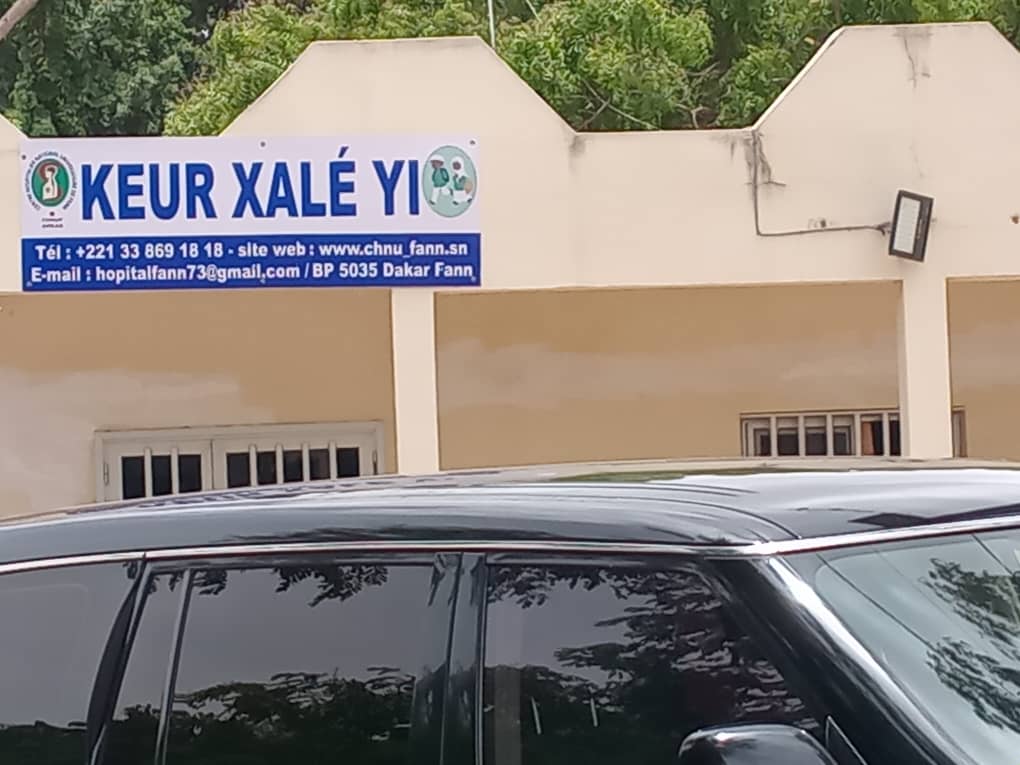 KEUR XALÉ YI
Tél : +221 33 869 18 18 - site web : www.chnu_fann.sn
E-mail : hopitalfann73@gmail,com / BP 5035 Dakar Fann